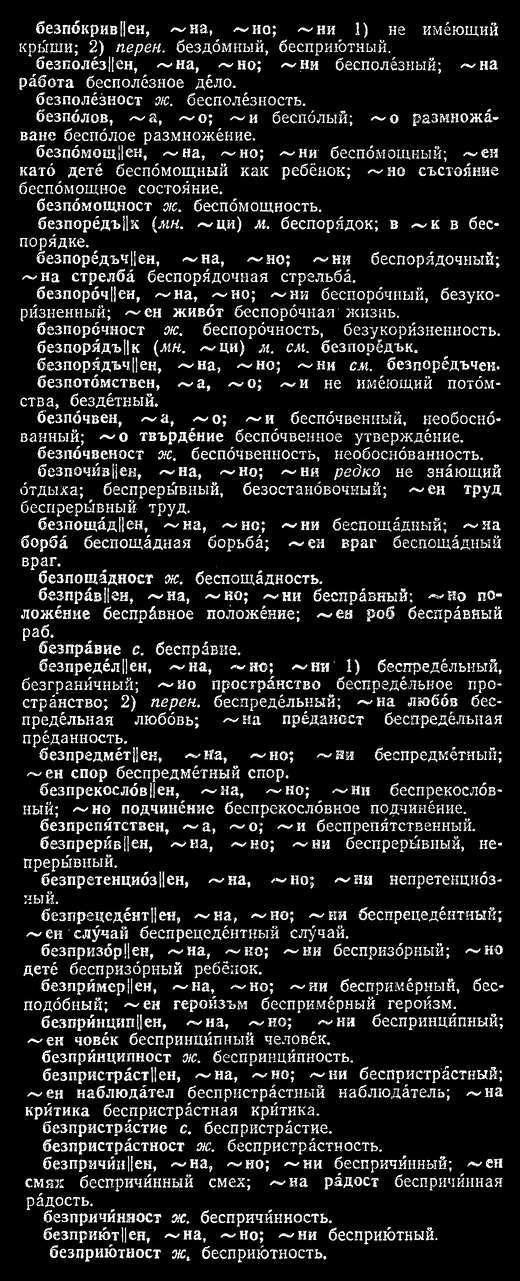 безпо́крив||ен, ~на, ~но; ~ни 1) не име́ющий
кры́ши; 2) перен. бездо́мный, бесприю́тный.
безполе́з||ен, ~на, ~но; ~ни бесполе́зный; ~на
ра́бота бесполе́зное де́ло.
безполе́зност ж. бесполе́зность.
безпо́лов, ~а, ~о; ~и беспо́лый; ~о размножа́-
ване беспо́лое размноже́ние.
безпо́мощ||ен, ~на, ~но; ~ни беспо́мощный; ~ен
като́ дете́ беспо́мощный как ребёнок; ~но състоя́ние
беспо́мощное состоя́ние.
безпо́мощност ж. беспо́мощность.
безпоре́дъ||к (мн. ~ци) м. беспоря́док; в ~к в бес-
поря́дке.
безпоре́дъч||ен, ~на, ~но; ~ни беспоря́дочный;
~на стрелба́ беспоря́дочная стрельба́.
безпоро́ч||ен, ~на, ~но; ~ни беспоро́чный, безуко-
ри́зненный; ~ен живо́т беспоро́чная жизнь.
безпоро́чност ж. беспоро́чность, безукори́зненность.
безпоря́дъ||к (мн. ~ци) м. см. безпоре́дък.
безпоря́дъч||ен, ~на, ~но; ~ни см. безпоре́дъчен.
безпото́мствен, ~а, ~о; ~и не име́ющий пото́м-
ства, безде́тный.
безпо́чвен, ~а, ~о; ~и беспо́чвенный, необосно́-
ванный; ~о твърде́ние беспо́чвенное утвержде́ние.
безпо́чвеност ж. беспо́чвенность, необосно́ванность.
безпочи́в||ен, ~на, ~но; ~ни редко не зна́ющий
о́тдыха; беспреры́вный, безостано́вочный; ~ен труд
беспреры́вный труд.
безпоща́д||ен, ~на, ~но; ~ни беспоща́дный; ~на
борба́ беспоща́дная борьба́; ~ен враг беспоща́дный
враг.
безпоща́дност ж. беспоща́дность.
безпра́в||ен, ~на, ~но; ~ни беспра́вный; ~но по-
ложе́ние беспра́вное положе́ние; ~ен роб беспра́вный
раб.
безпра́вие с. беспра́вие.
безпреде́л||ен, ~на, ~но; ~ни 1) беспреде́льный,
безграни́чный; ~но простра́нство беспреде́льное про-
стра́нство; 2) перен. беспреде́льный; ~на любо́в бес-
преде́льная любо́вь; ~на пре́даност беспреде́льная
пре́данность.
безпредме́т||ен, ~на, ~но; ~ни беспредме́тный;
~ен спор беспредме́тный спор.
безпрекосло́в||ен, ~на, ~но; ~ни беспрекосло́в-
ный; ~но подчине́ние беспрекосло́вное подчине́ние.
безпрепя́тствен, ~а, ~о; ~и беспрепя́тственный.
безпрери́в||ен, ~на, ~но; ~ни беспреры́вный, не-
преры́вный.
безпретенцио́з||ен, ~на, ~но; ~ни непретенцио́з-
ный.
безпрецеде́нт||ен, ~на, ~но; ~ни беспрецеде́нтный;
~ен слу́чай беспрецеде́нтный слу́чай.
безпризо́р||ен, ~на, ~но; ~ни беспризо́рный; ~но
дете́ беспризо́рный ребёнок.
безпри́мер||ен, ~на, ~но; ~ни бесприме́рный, бес-
подо́бный; ~ен герои́зъм бесприме́рный герои́зм.
безпри́нцип||ен, ~на, ~но; ~ни беспринци́пный;
~ен чове́к беспринци́пный челове́к.
безпри́нципност ж. беспринци́пность.
безпристра́ст||ен, ~на, ~но; ~ни беспристра́стный;
~ен наблюда́тел беспристра́стный наблюда́тель; ~на
кри́тика беспристра́стная кри́тика.
безпристра́стие с. беспристра́стие.
безпристра́стност ж. беспристра́стность.
безпричи́н||ен, ~на, ~но; ~ни беспричи́нный; ~ен
смях беспричи́нный смех; ~на ра́дост беспричи́нная
ра́дость.
безпричи́нност ж. беспричи́нность.
безприю́т||ен, ~на, ~но; ~ни бесприю́тный.
безприю́тност ж. бесприю́тность.